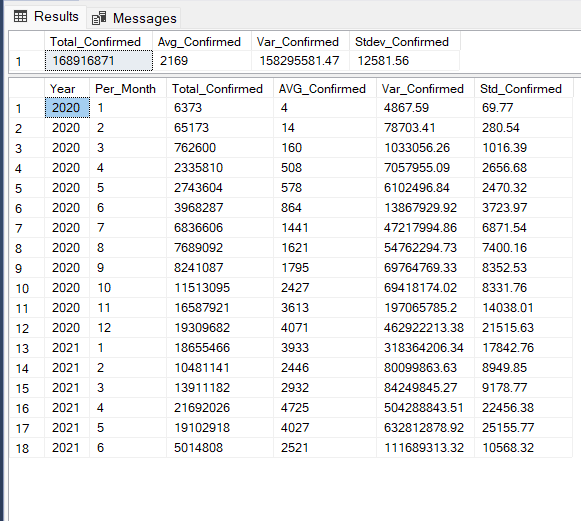 Results Messages
Total_Confirmed Avg_Confirmed Var_Confirmed Stdev_Confirmed
1 168916871 2169 158295581.47 12581.56
Year Per_Month Total_Confirmed AVG_Confirmed Var_Confirmed Std_Confirmed
1 2020 1 6373 4 4867.59 69.77
2 2020 2 65173 14 78703.41 280.54
3 2020 3 762600 160 1033056.26 1016.39
4 2020 4 2335810 508 7057955.09 2656.68
5 2020 5 2743604 578 6102496.84 2470.32
6 2020 6 3968287 864 13867929.92 3723.97
7 2020 7 6836606 1441 47217994.86 6871.54
8 2020 8 7689092 1621 54762294.73 7400.16
9 2020 9 8241087 1795 69764769.33 8352.53
10 2020 10 11513095 2427 69418174.02 8331.76
11 2020 11 16587921 3613 197065785.2 14038.01
12 2020 12 19309682 4071 462922213.38 21515.63
13 2021 1 18655466 3933 318364206.34 17842.76
14 2021 2 10481141 2446 80099863.63 8949.85
15 2021 3 13911182 2932 84249845.27 9178.77
16 2021 4 21692026 4725 504288843.51 22456.38
17 2021 5 19102918 4027 632812878.92 25155.77
18 2021 6 5014808 2521 111689313.32 10568.32